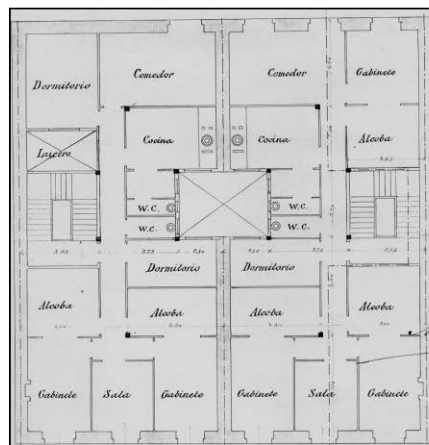 Dormitorio Comedor Comedor Gabinete
Cocina Cocina Alcoba
Lucero
W.C. W.C.
W.C. W.C.
Dormitorio Dormitorio
Alcoba Alcoba Alcoba Alcoba
Gabinete Sala Gabinete Gabinete Sala Gabinete